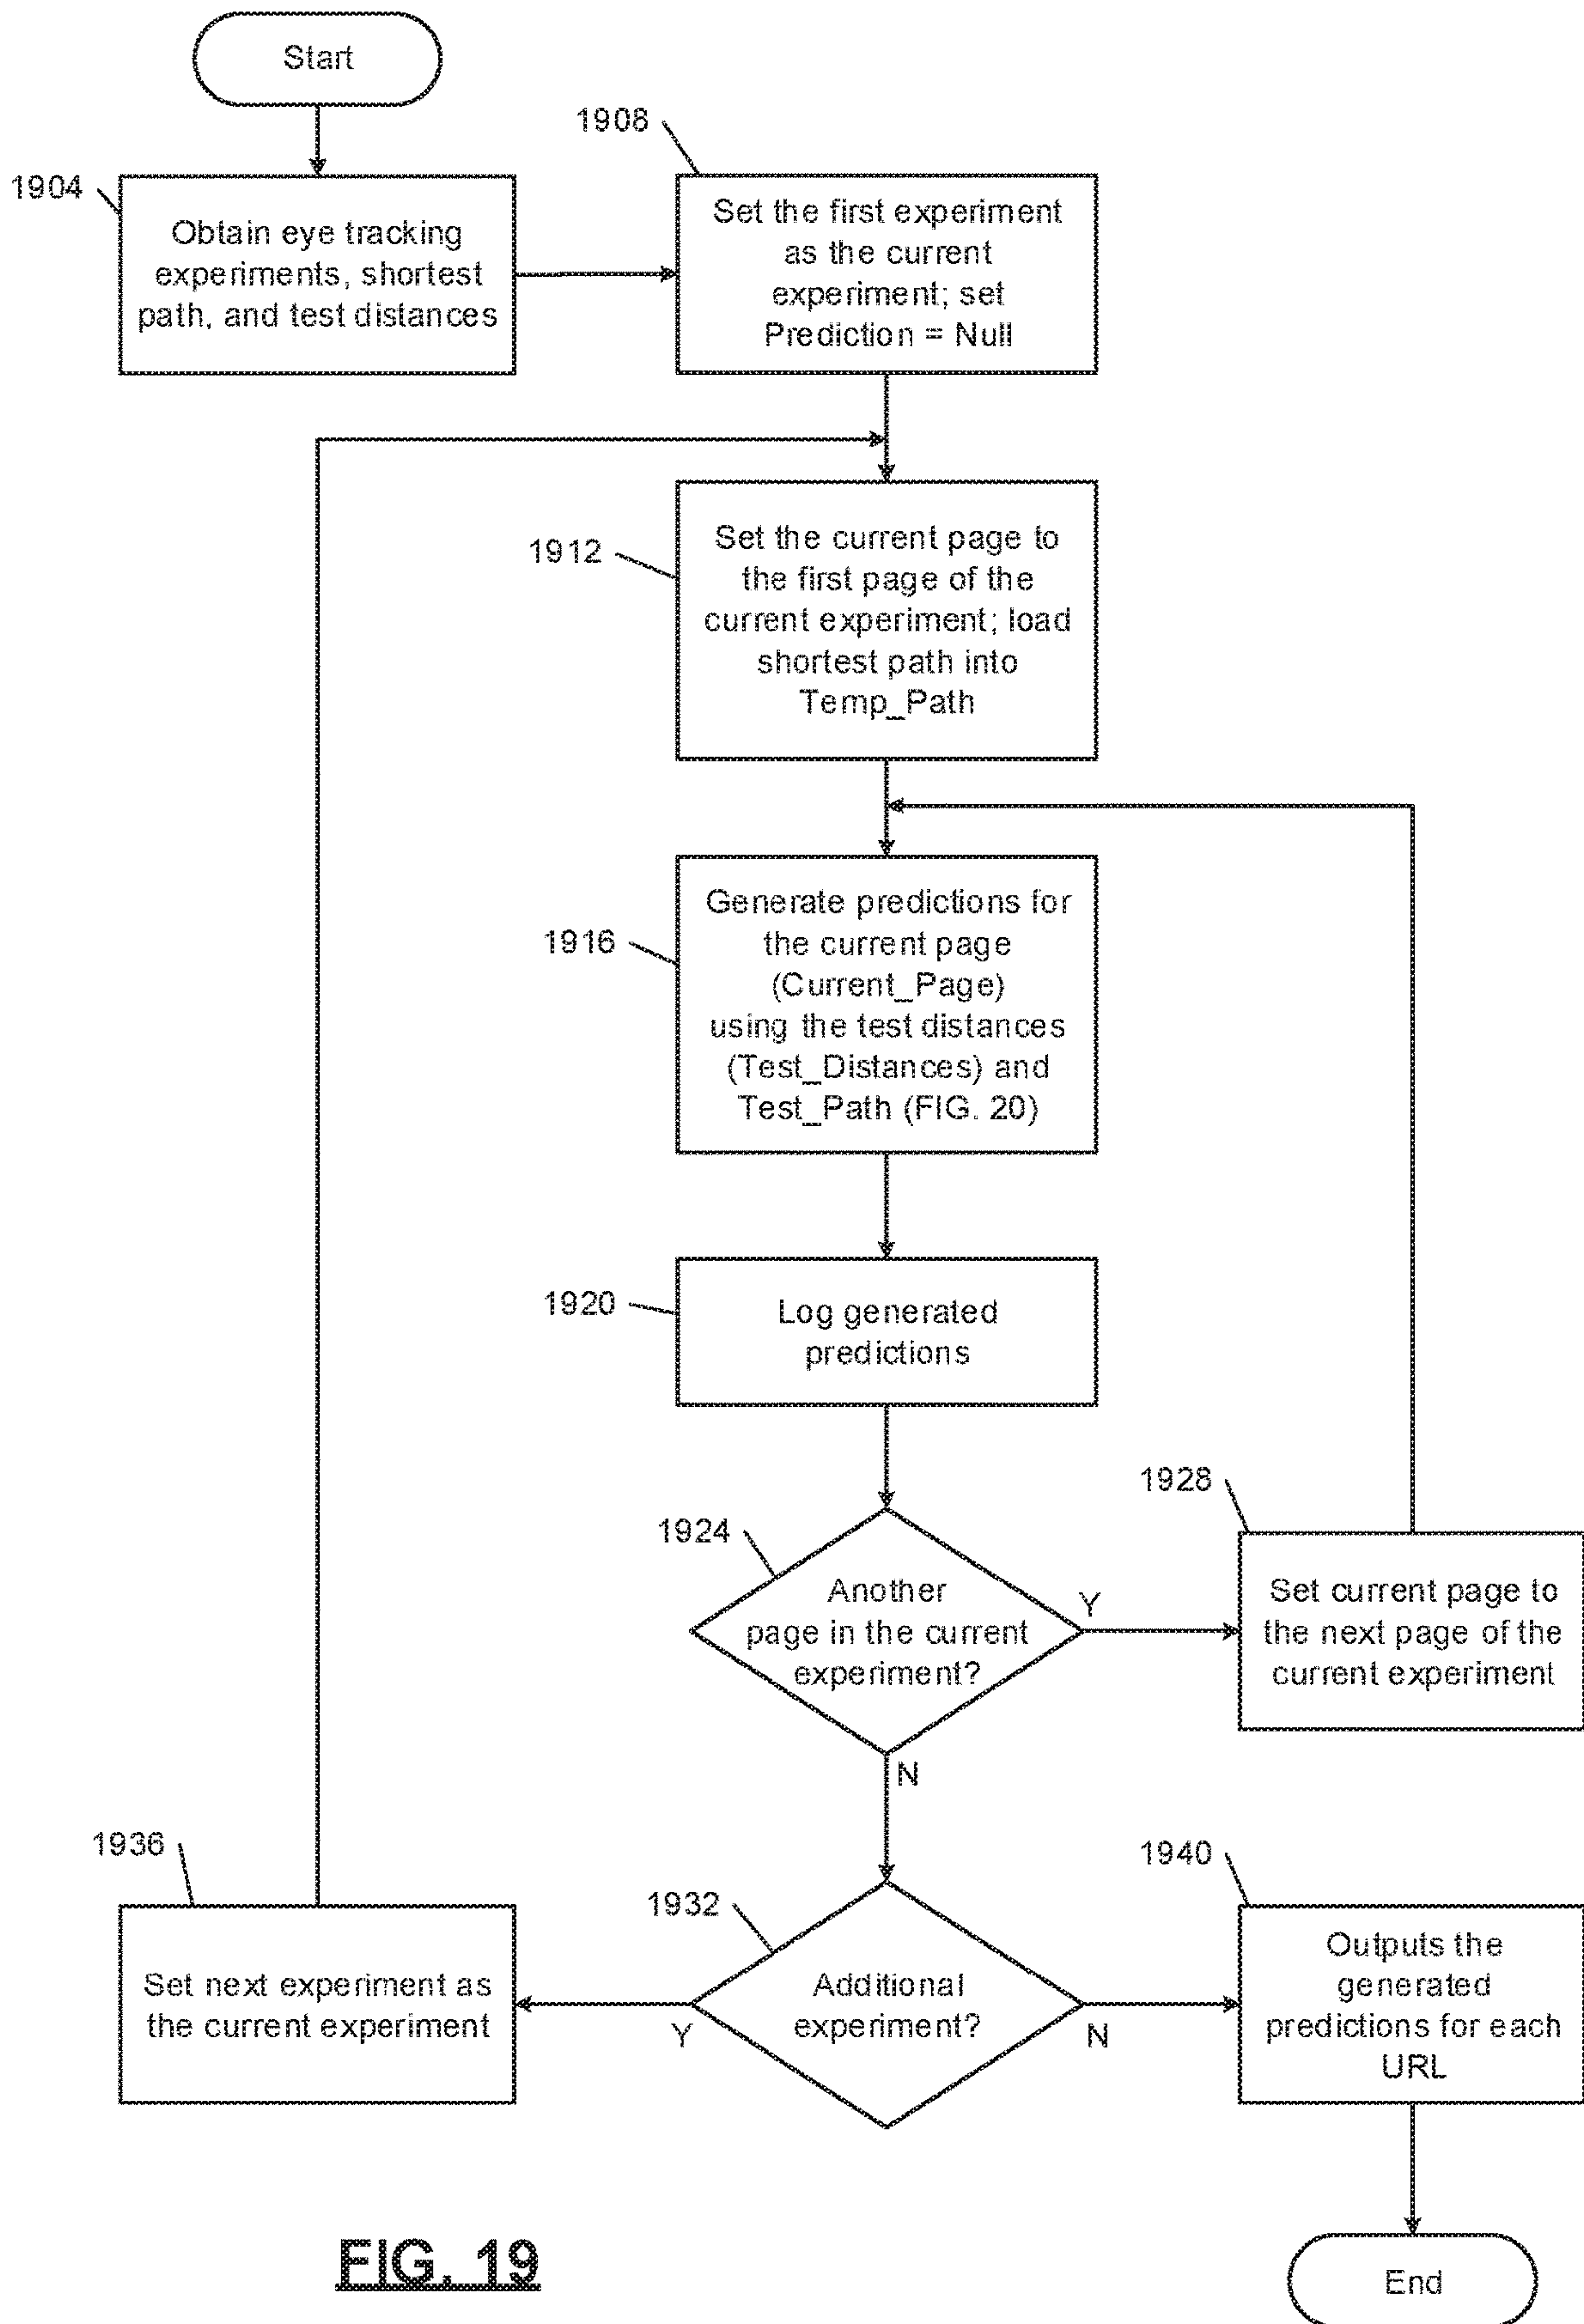 Start
1904
Obtain eye tracking
experiments, shortest
path, and test distances
1908
Set the first experiment
as the current
experiment; set
Prediction = Null
1912
Set the current page to
the first page of the
current experiment; load
shortest path into
Temp_Path
1916
Generate predictions for
the current page
(Current_Page)
using the test distances
(Test_Distances) and
Test_Path (FIG. 20)
1920
Log generated
predictions
1924
Another
page in the current
experiment?
Y
N
1928
Set current page to
the next page of the
current experiment
1932
Additional
experiment?
Y
N
1936
Set next experiment as
the current experiment
1940
Outputs the
generated
predictions for each
URL
End
FIG. 19